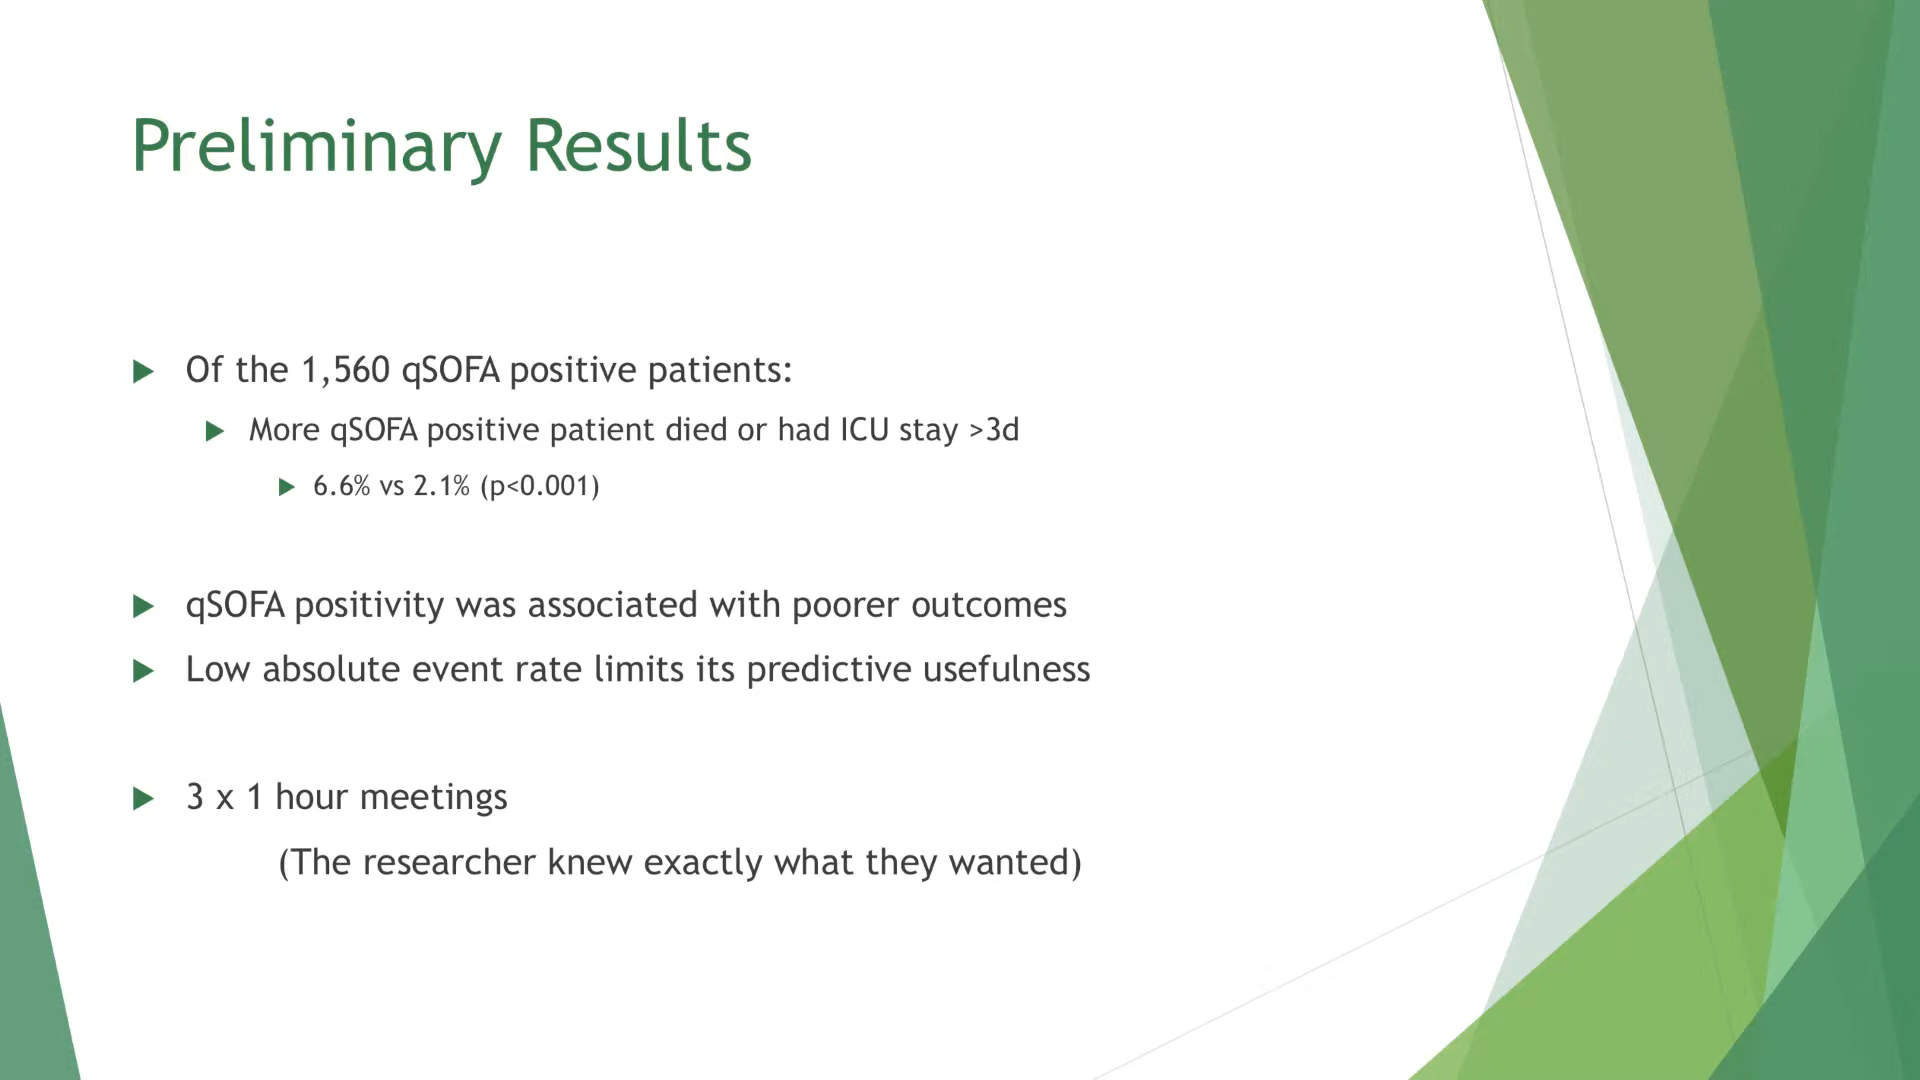 Preliminary Results
Of the 1,560 qSOFA positive patients:
More qSOFA positive patient died or had ICU stay >3d
6.6% vs 2.1% (p<0.001)
qSOFA positivity was associated with poorer outcomes
Low absolute event rate limits its predictive usefulness
3 x 1 hour meetings
(The researcher knew exactly what they wanted)